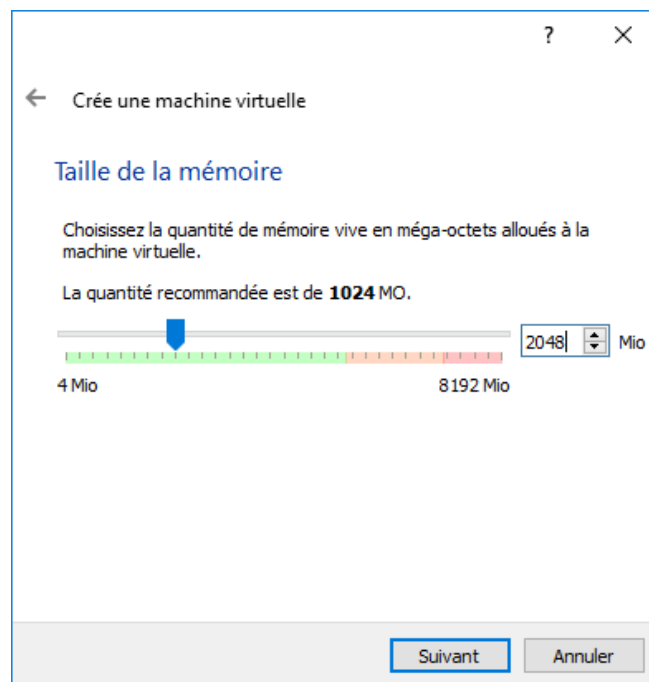 ?
Crée une machine virtuelle
Taille de la mémoire
Choisissez la quantité de mémoire vive en méga-octets alloués à la
machine virtuelle.
La quantité recommandée est de 1024 MO.
2048 Mio
4 Mio 8192 Mio
Suivant Annuler